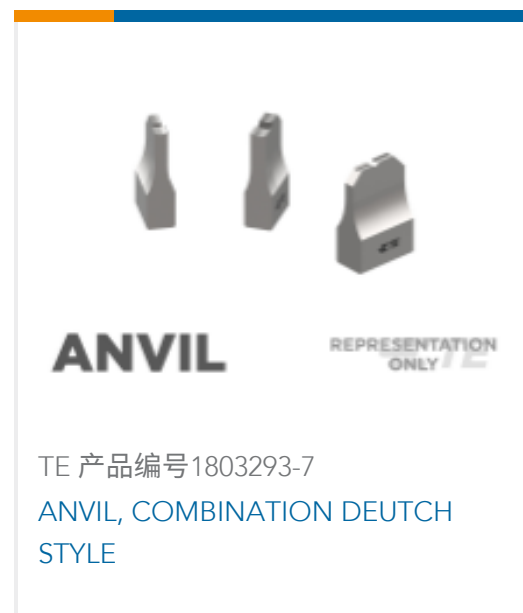 ANVIL
REPRESENTATION
ONLY
TE
TE 产品编号1803293-7
ANVIL, COMBINATION DEUTCH
STYLE